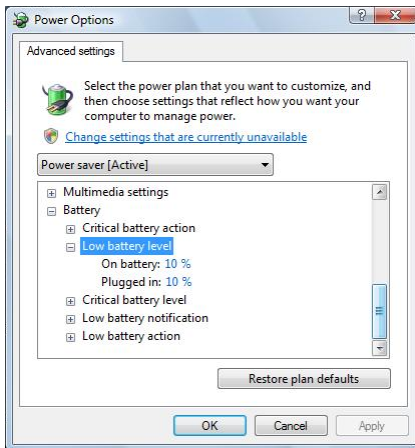 Power Options
Advanced settings
Select the power plan that you want to customize, and
then choose settings that reflect how you want your
computer to manage power.
Change settings that are currently unavailable
Power saver [Active]
Multimedia settings
Battery
Critical battery action
Low battery level
On battery: 10 %
Plugged in: 10 %
Critical battery level
Low battery notification
Low battery action
Restore plan defaults
OK Cancel Apply